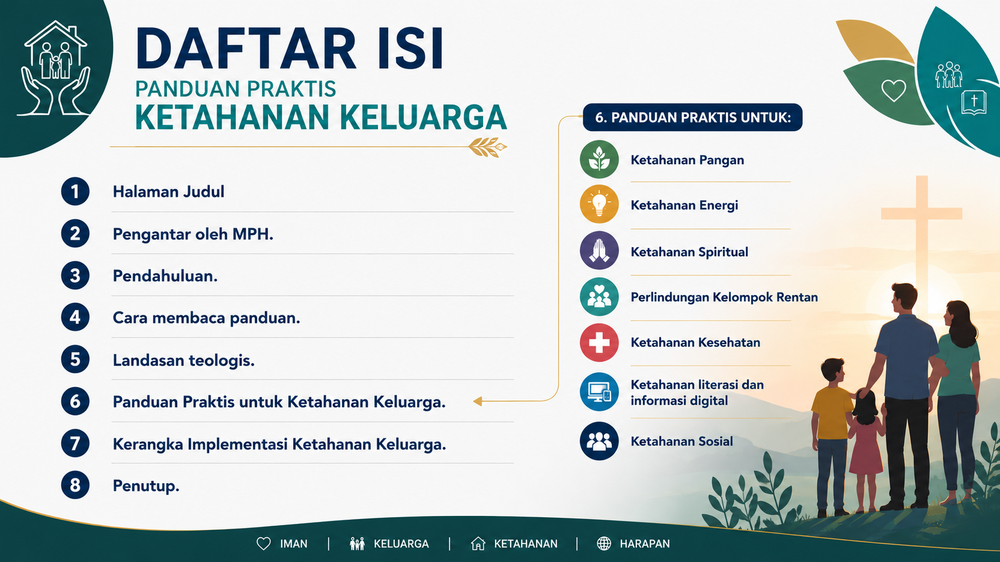 DAFTAR ISI
PANDUAN PRAKTIS
KETAHANAN KELUARGA
1 Halaman Judul
2 Pengantar oleh MPH.
3 Pendahuluan.
4 Cara membaca panduan.
5 Landasan teologis.
6 Panduan Praktis untuk Ketahanan Keluarga.
7 Kerangka Implementasi Ketahanan Keluarga.
8 Penutup.
6. PANDUAN PRAKTIS UNTUK:
Ketahanan Pangan
Ketahanan Energi
Ketahanan Spiritual
Perlindungan Kelompok Rentan
Ketahanan Kesehatan
Ketahanan literasi dan
informasi digital
Ketahanan Sosial
IMAN | KELUARGA | KETAHANAN | HARAPAN